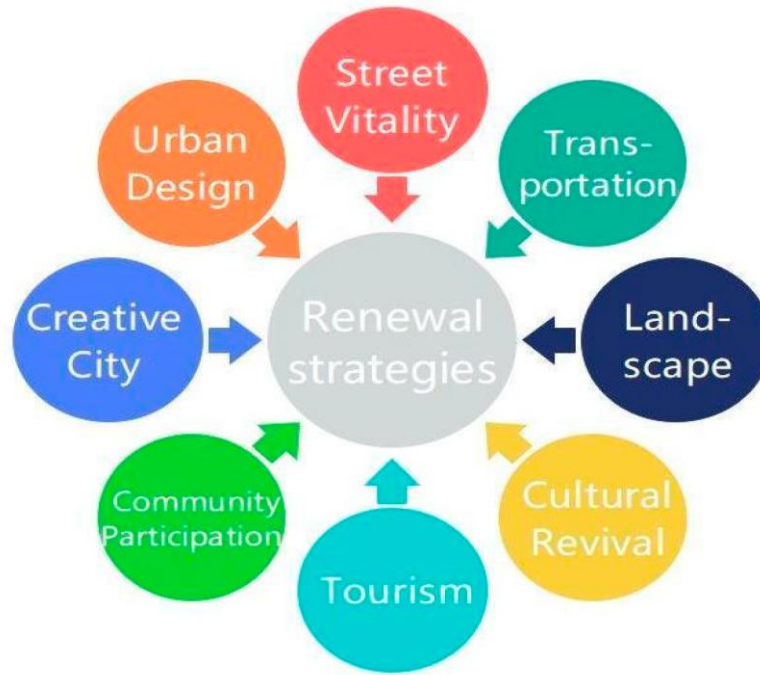 Street
Vitality
Trans-
portation
Land-
scape
Cultural
Revival
Tourism
Community
Participation
Creative
City
Urban
Design
Renewal
strategies